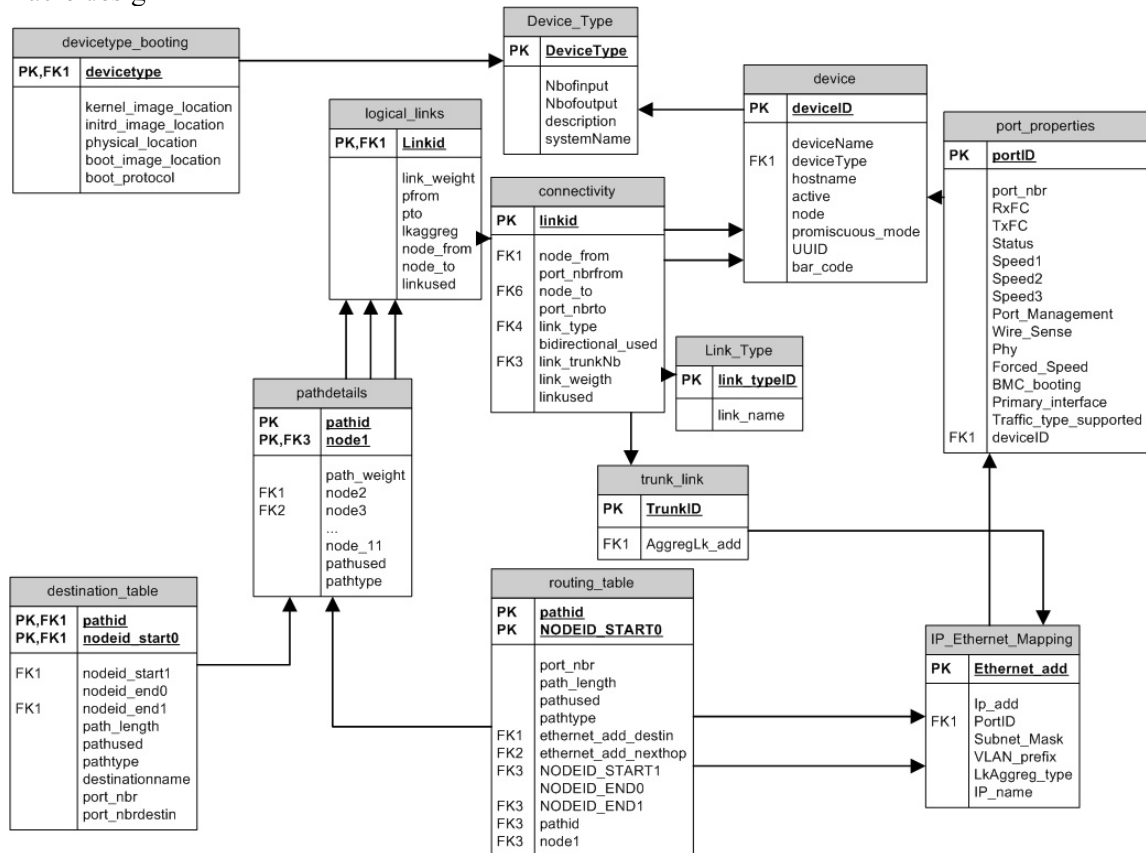 devicetype_booting
PK,FK1 devicetype
kernel_image_location
initrd_image_location
physical_location
boot_image_location
boot_protocol
Device_Type
PK DeviceType
Nbofinput
Nbofoutput
description
systemName
logical_links
PK,FK1 Linkid
link_weight
pfrom
pto
lkaggreg
node_from
node_to
linkused
device
PK deviceID
deviceName
FK1 deviceType
hostname
active
node
promiscuous_mode
UUID
bar_code
port_properties
PK portID
port_nbr
RxFC
TxFC
Status
Speed1
Speed2
Speed3
Port_Management
Wire_Sense
Phy
Forced_Speed
BMC_booting
Primary_interface
Traffic_type_supported
FK1 deviceID
connectivity
PK linkid
FK1 node_from
port_nbrfrom
FK6 node_to
port_nbrto
FK4 link_type
bidirectional_used
FK3 link_trunkNb
link_weigth
linkused
Link_Type
PK link_typeID
link_name
pathdetails
PK pathid
PK,FK3 node1
path_weight
FK1 node2
FK2 node3
...
node_11
pathused
pathtype
trunk_link
PK TrunkID
FK1 AggregLk_add
destination_table
PK,FK1 pathid
PK,FK1 nodeid_start0
FK1 nodeid_start1
nodeid_end0
FK1 nodeid_end1
path_length
pathused
pathtype
destinationname
port_nbr
port_nbrdestin
routing_table
PK pathid
PK NODEID_START0
port_nbr
path_length
pathused
pathtype
FK1 ethernet_add_destin
FK2 ethernet_add_nexthop
FK3 NODEID_START1
NODEID_END0
FK3 NODEID_END1
FK3 pathid
FK3 node1
IP_Ethernet_Mapping
PK Ethernet_add
Ip_add
FK1 PortID
Subnet_Mask
VLAN_prefix
LkAggreg_type
IP_name